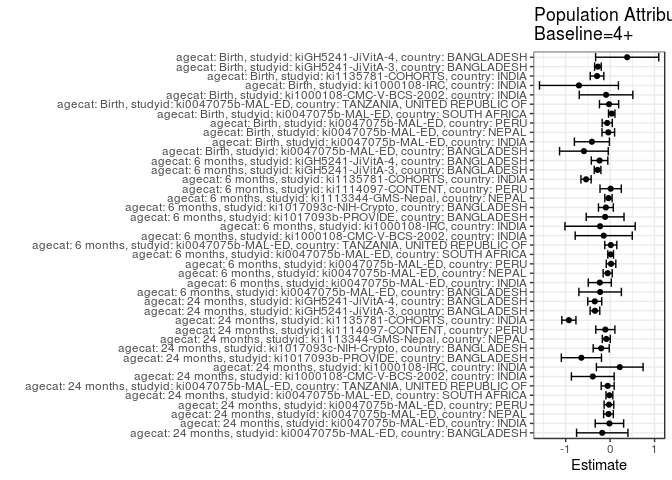 Population Attribu
Baseline=4+
agecat: Birth, studyid: kiGH5241-JiVitA-4, country: BANGLADESH
agecat: Birth, studyid: kiGH5241-JiVitA-3, country: BANGLADESH
agecat: Birth, studyid: ki1135781-COHORTS, country: INDIA
agecat: Birth, studyid: ki1000108-IRC, country: INDIA
agecat: Birth, studyid: ki1000108-CMC-V-BCS-2002, country: INDIA
agecat: Birth, studyid: ki0047075b-MAL-ED, country: TANZANIA, UNITED REPUBLIC OF
agecat: Birth, studyid: ki0047075b-MAL-ED, country: SOUTH AFRICA
agecat: Birth, studyid: ki0047075b-MAL-ED, country: PERU
agecat: Birth, studyid: ki0047075b-MAL-ED, country: NEPAL
agecat: Birth, studyid: ki0047075b-MAL-ED, country: INDIA
agecat: Birth, studyid: ki0047075b-MAL-ED, country: BANGLADESH
agecat: 6 months, studyid: kiGH5241-JiVitA-4, country: BANGLADESH
agecat: 6 months, studyid: kiGH5241-JiVitA-3, country: BANGLADESH
agecat: 6 months, studyid: ki1135781-COHORTS, country: INDIA
agecat: 6 months, studyid: ki1114097-CONTENT, country: PERU
agecat: 6 months, studyid: ki1113344-GMS-Nepal, country: NEPAL
agecat: 6 months, studyid: ki1017093c-NIH-Crypto, country: BANGLADESH
agecat: 6 months, studyid: ki1017093b-PROVIDE, country: BANGLADESH
agecat: 6 months, studyid: ki1000108-IRC, country: INDIA
agecat: 6 months, studyid: ki1000108-CMC-V-BCS-2002, country: INDIA
agecat: 6 months, studyid: ki0047075b-MAL-ED, country: TANZANIA, UNITED REPUBLIC OF
agecat: 6 months, studyid: ki0047075b-MAL-ED, country: SOUTH AFRICA
agecat: 6 months, studyid: ki0047075b-MAL-ED, country: PERU
agecat: 6 months, studyid: ki0047075b-MAL-ED, country: NEPAL
agecat: 6 months, studyid: ki0047075b-MAL-ED, country: INDIA
agecat: 6 months, studyid: ki0047075b-MAL-ED, country: BANGLADESH
agecat: 24 months, studyid: kiGH5241-JiVitA-4, country: BANGLADESH
agecat: 24 months, studyid: kiGH5241-JiVitA-3, country: BANGLADESH
agecat: 24 months, studyid: ki1135781-COHORTS, country: INDIA
agecat: 24 months, studyid: ki1114097-CONTENT, country: PERU
agecat: 24 months, studyid: ki1113344-GMS-Nepal, country: NEPAL
agecat: 24 months, studyid: ki1017093c-NIH-Crypto, country: BANGLADESH
agecat: 24 months, studyid: ki1017093b-PROVIDE, country: BANGLADESH
agecat: 24 months, studyid: ki1000108-IRC, country: INDIA
agecat: 24 months, studyid: ki1000108-CMC-V-BCS-2002, country: INDIA
agecat: 24 months, studyid: ki0047075b-MAL-ED, country: TANZANIA, UNITED REPUBLIC OF
agecat: 24 months, studyid: ki0047075b-MAL-ED, country: SOUTH AFRICA
agecat: 24 months, studyid: ki0047075b-MAL-ED, country: PERU
agecat: 24 months, studyid: ki0047075b-MAL-ED, country: NEPAL
agecat: 24 months, studyid: ki0047075b-MAL-ED, country: INDIA
agecat: 24 months, studyid: ki0047075b-MAL-ED, country: BANGLADESH
-1 0 1
Estimate